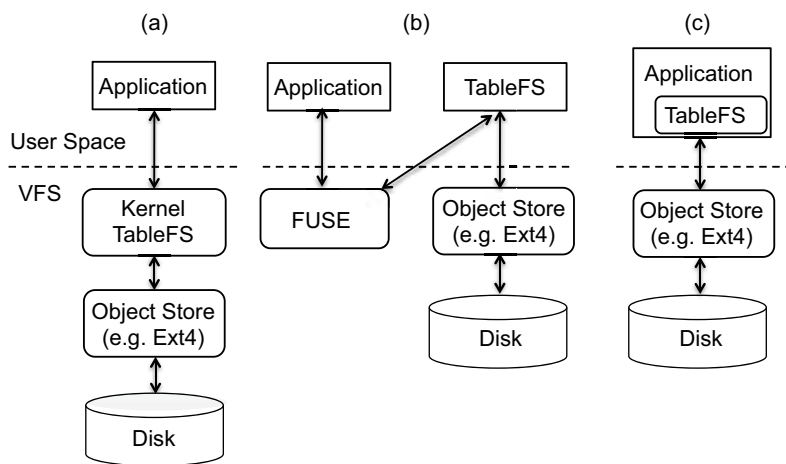 (a)
(b)
(c)
Application
Application
TableFS
Application
TableFS
User Space
VFS
Kernel
TableFS
FUSE
Object Store
(e.g. Ext4)
Object Store
(e.g. Ext4)
Object Store
(e.g. Ext4)
Disk
Disk
Disk